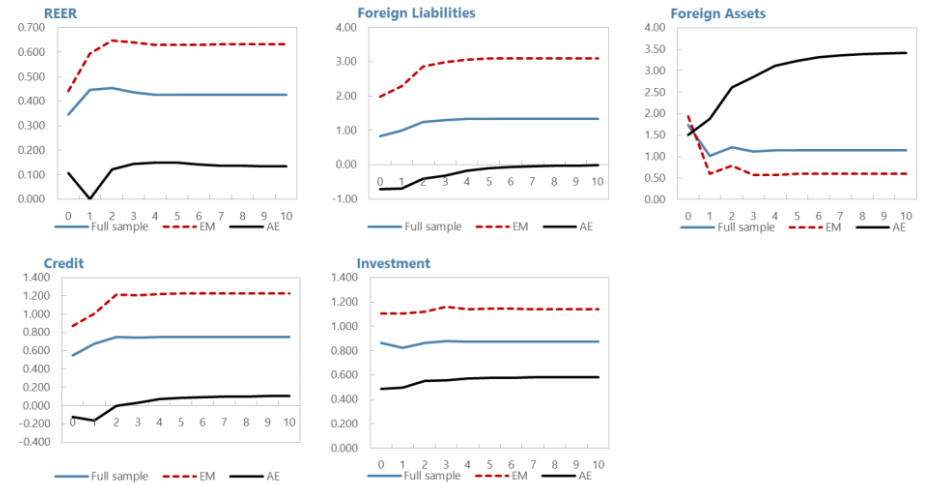 REER
0.700
0.600
0.500
0.400
0.300
0.200
0.100
0.000
0 1 2 3 4 5 6 7 8 9 10
Full sample EM AE
Foreign Liabilities
4.00
3.00
2.00
1.00
0.00
-1.00
0 1 2 3 4 5 6 7 8 9 10
Full sample EM AE
Foreign Assets
4.00
3.50
3.00
2.50
2.00
1.50
1.00
0.50
0.00
0 1 2 3 4 5 6 7 8 9 10
Full sample EM AE
Credit
1.400
1.200
1.000
0.800
0.600
0.400
0.200
0.000
-0.200
-0.400
0 1 2 3 4 5 6 7 8 9 10
Full sample EM AE
Investment
1.400
1.200
1.000
0.800
0.600
0.400
0.200
0.000
0 1 2 3 4 5 6 7 8 9 10
Full sample EM AE